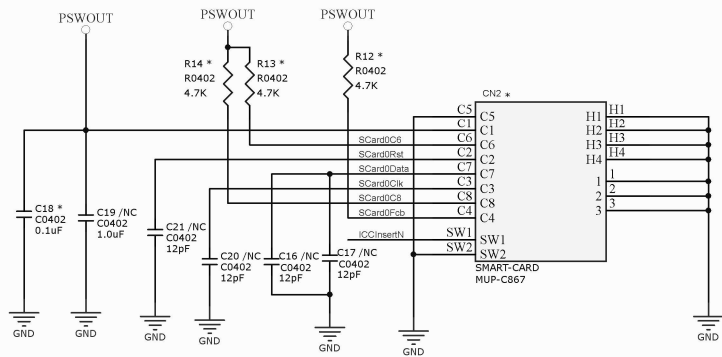 PSWOUT
PSWOUT
PSWOUT
R14 *
R0402
4.7K
R13 *
R0402
4.7K
R12 *
R0402
4.7K
CN2 *
C5
C1
C6
C2
C7
C3
C8
C4
SW1
SW2
C5
C1
C6
C2
C7
C3
C8
C4
SW1
SW2
H1
H2
H3
H4
1
2
3
H1
H2
H3
H4
1
2
3
SCard0C6
SCard0Rst
SCard0Data
SCard0Clk
SCard0C8
SCard0Fcb
ICCInsertN
SMART-CARD
MUP-C867
C18 *
C0402
0.1uF
C19 /NC
C0402
1.0uF
C21 /NC
C0402
12pF
C20 /NC
C0402
12pF
C16 /NC
C0402
12pF
C17 /NC
C0402
12pF
GND
GND
GND
GND
GND
GND
GND